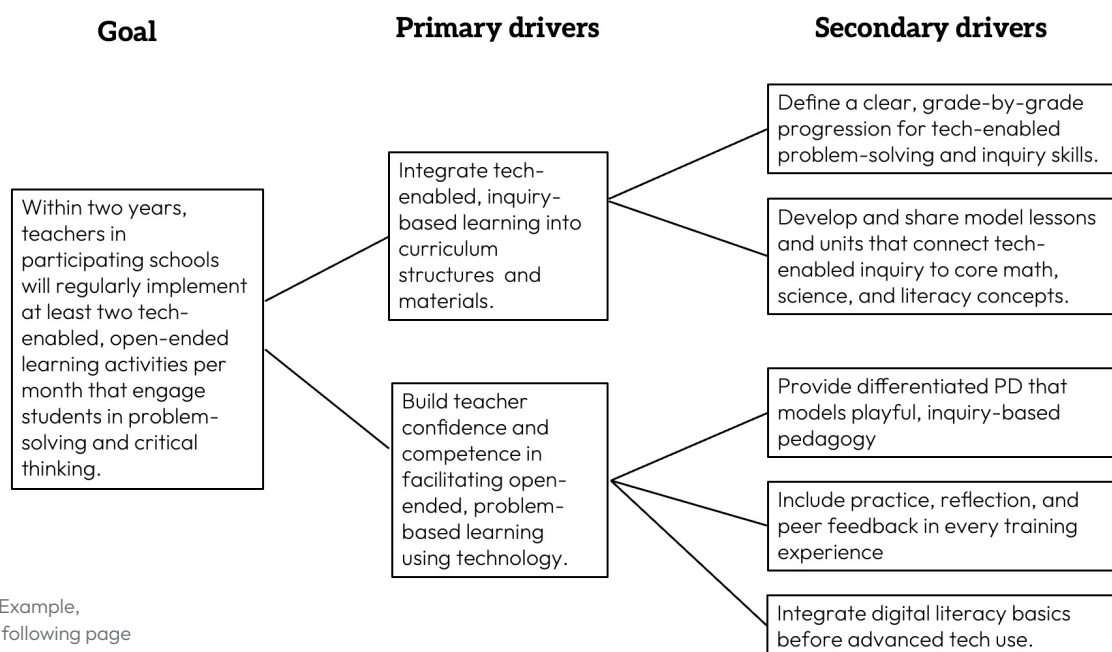 Goal
Primary drivers
Secondary drivers
Within two years,
teachers in
participating schools
will regularly implement
at least two tech-
enabled, open-ended
learning activities per
month that engage
students in problem-
solving and critical
thinking.
Integrate tech-
enabled, inquiry-
based learning into
curriculum
structures and
materials.
Build teacher
confidence and
competence in
facilitating open-
ended, problem-
based learning
using technology.
Define a clear, grade-by-grade
progression for tech-enabled
problem-solving and inquiry skills.
Develop and share model lessons
and units that connect tech-
enabled inquiry to core math,
science, and literacy concepts.
Provide differentiated PD that
models playful, inquiry-based
pedagogy
Include practice, reflection, and
peer feedback in every training
experience
Integrate digital literacy basics
before advanced tech use.
Example,
following page